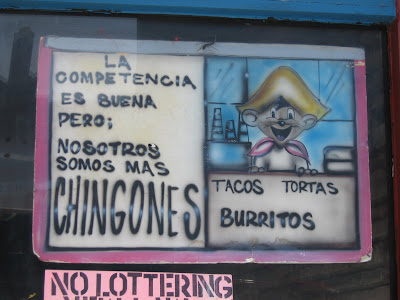 LA
COMPETENCIA
ES BUENA
PERO;
NOSOTROS
SOMOS MAS
CHINGONES
TACOS TORTAS
BURRITOS
NO LOTTERING